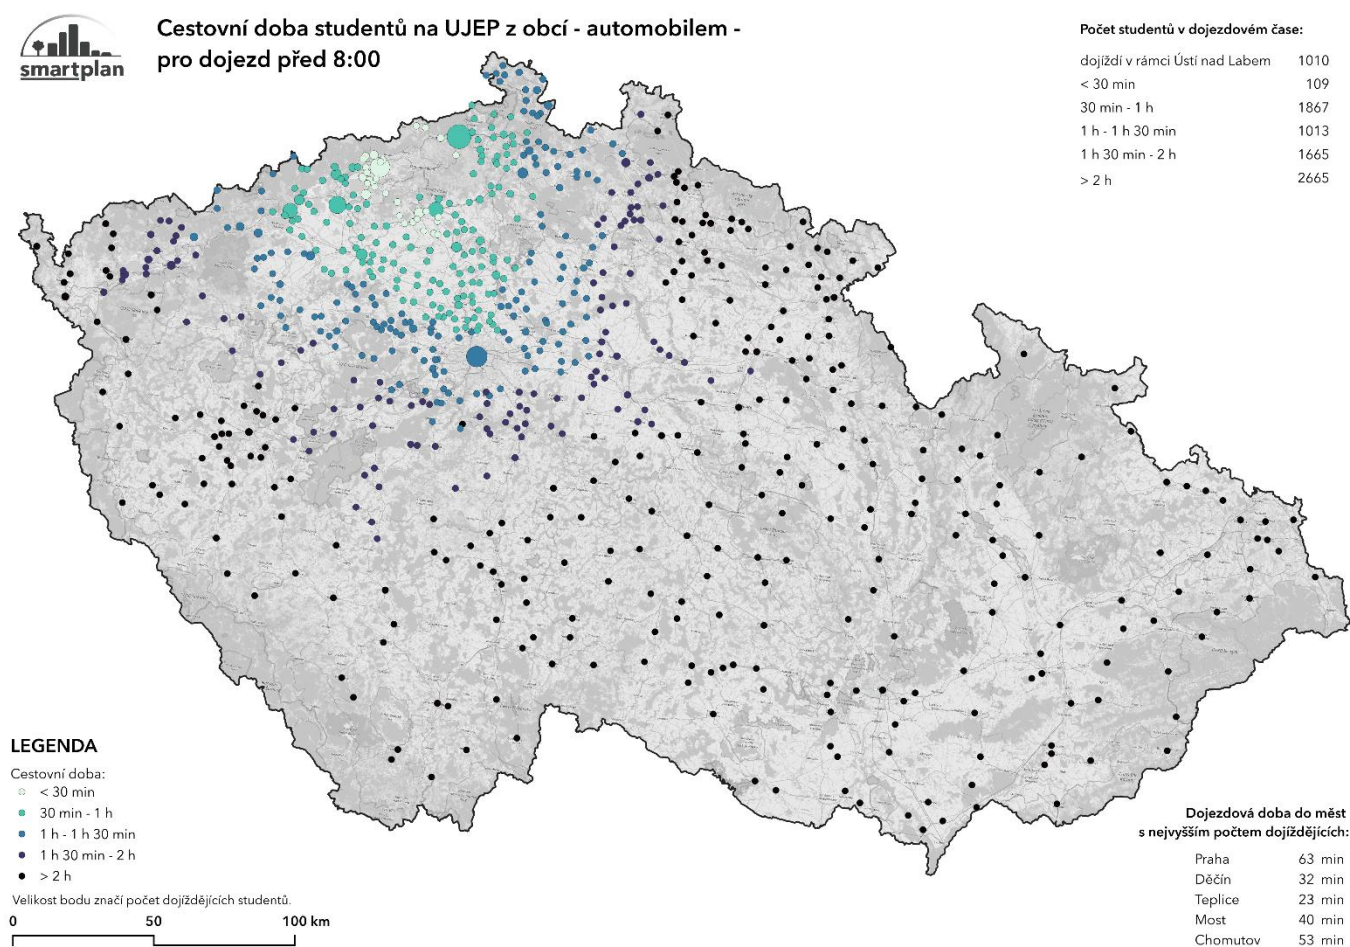 smartplan
Cestovní doba studentů na UJEP z obcí - automobilem -
pro dojezd před 8:00
Počet studentů v dojezdovém čase:
dojíždí v rámci Ústí nad Labem 1010
< 30 min 109
30 min - 1 h 1867
1 h - 1 h 30 min 1013
1 h 30 min - 2 h 1665
> 2 h 2665
LEGENDA
Cestovní doba:
< 30 min
30 min - 1 h
1 h - 1 h 30 min
1 h 30 min - 2 h
> 2 h
Velikost bodu značí počet dojíždějících studentů.
0 50 100 km
Dojezdová doba do měst
s nejvyšším počtem dojíždějících:
Praha 63 min
Děčín 32 min
Teplice 23 min
Most 40 min
Chomutov 53 min